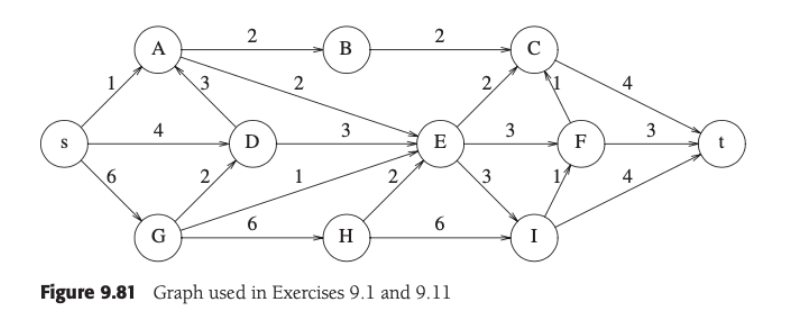 2 2
A B C
1 3 2 2 1 4
4 3 3 3
s D E F t
6 2 1 2 3 1 4
6 6
G H I
Figure 9.81 Graph used in Exercises 9.1 and 9.11